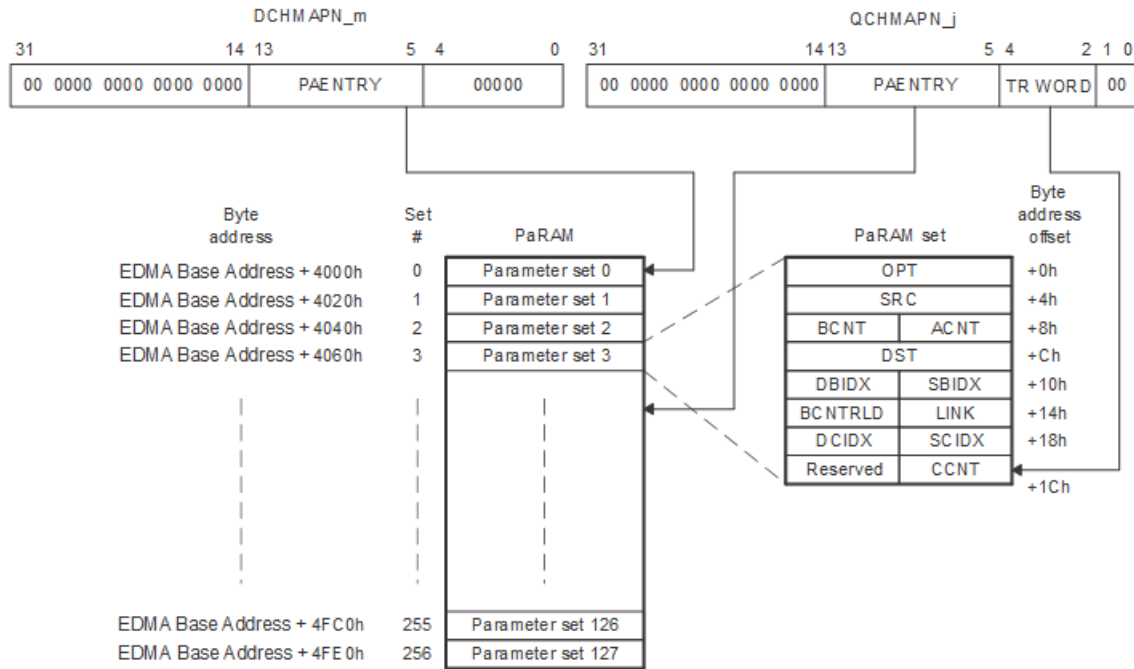 DCHMAPN_m QCHMAPN_j
31 14 13 5 4 0 31 14 13 5 4 2 1 0
00 0000 0000 0000 0000 PAENTRY 00000 00 0000 0000 0000 0000 PAENTRY TR WORD 00
Byte address Set # PaRAM PaRAM set Byte address offset
EDMA Base Address + 4000h 0 Parameter set 0 OPT +0h
EDMA Base Address + 4020h 1 Parameter set 1 SRC +4h
EDMA Base Address + 4040h 2 Parameter set 2 BCNT ACNT +8h
EDMA Base Address + 4060h 3 Parameter set 3 DST +Ch
DBIDX SBIDX +10h
BCNTRLD LINK +14h
DCIDX SCIDX +18h
Reserved CCNT +1Ch
EDMA Base Address + 4FC0h 255 Parameter set 126
EDMA Base Address + 4FE0h 256 Parameter set 127